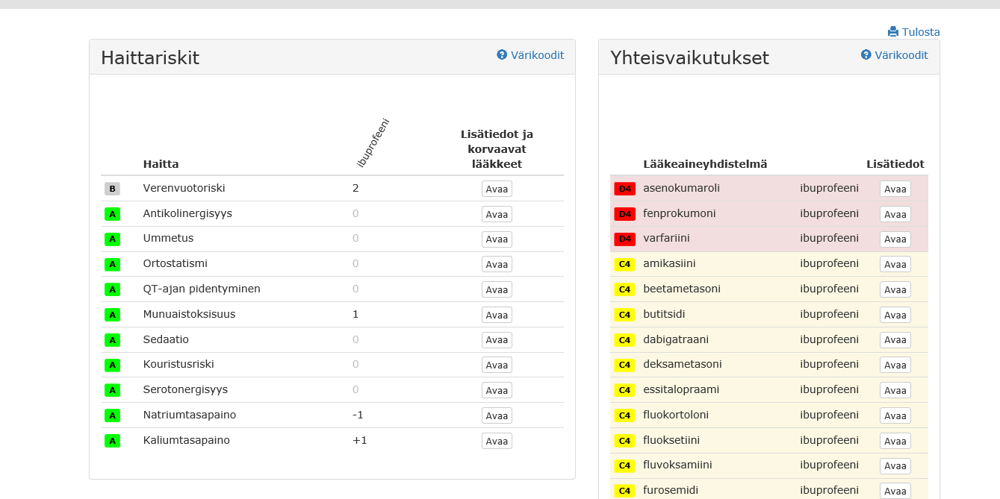 Tulosta
Haittariskit
Värikoodit
ibuprofeeni
Haitta
Lisätiedot ja
korvaavat
lääkkeet
B Verenvuotoriski 2 Avaa
A Antikolinergisyys 0 Avaa
A Ummetus 0 Avaa
A Ortostatismi 0 Avaa
A QT-ajan pidentyminen 0 Avaa
A Munuaistoksisuus 1 Avaa
A Sedaatio 0 Avaa
A Kouristusriski 0 Avaa
A Serotonergisyys 0 Avaa
A Natriumtasapaino -1 Avaa
A Kaliumtasapaino +1 Avaa
Yhteisvaikutukset
Värikoodit
Lääkeaineyhdistelmä Lisätiedot
D4 asenokumaroli ibuprofeeni Avaa
D4 fenprokumoni ibuprofeeni Avaa
D4 varfariini ibuprofeeni Avaa
C4 amikasiini ibuprofeeni Avaa
C4 beetametasoni ibuprofeeni Avaa
C4 butitsidi ibuprofeeni Avaa
C4 dabigatraani ibuprofeeni Avaa
C4 deksametasoni ibuprofeeni Avaa
C4 essitalopraami ibuprofeeni Avaa
C4 fluokortoloni ibuprofeeni Avaa
C4 fluoksetiini ibuprofeeni Avaa
C4 fluvoksamiini ibuprofeeni Avaa
C4 furosemidi ibuprofeeni Avaa